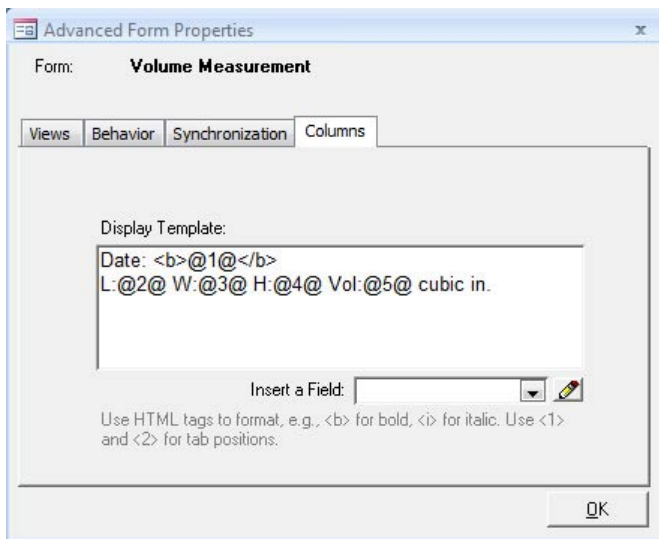 Advanced Form Properties x
Form: Volume Measurement
Views Behavior Synchronization Columns
Display Template:
Date: <b>@1@</b>
L:@2@ W:@3@ H:@4@ Vol:@5@ cubic in.
Insert a Field:
Use HTML tags to format, e.g., <b> for bold, <i> for italic. Use <1>
and <2> for tab positions.
OK